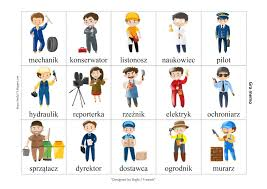 mechanik konserwator listonosz naukowiec pilot
hydraulik reporterka rzeźnik elektryk ochroniarz
sprzątacz dyrektor dostawca ogrodnik murarz